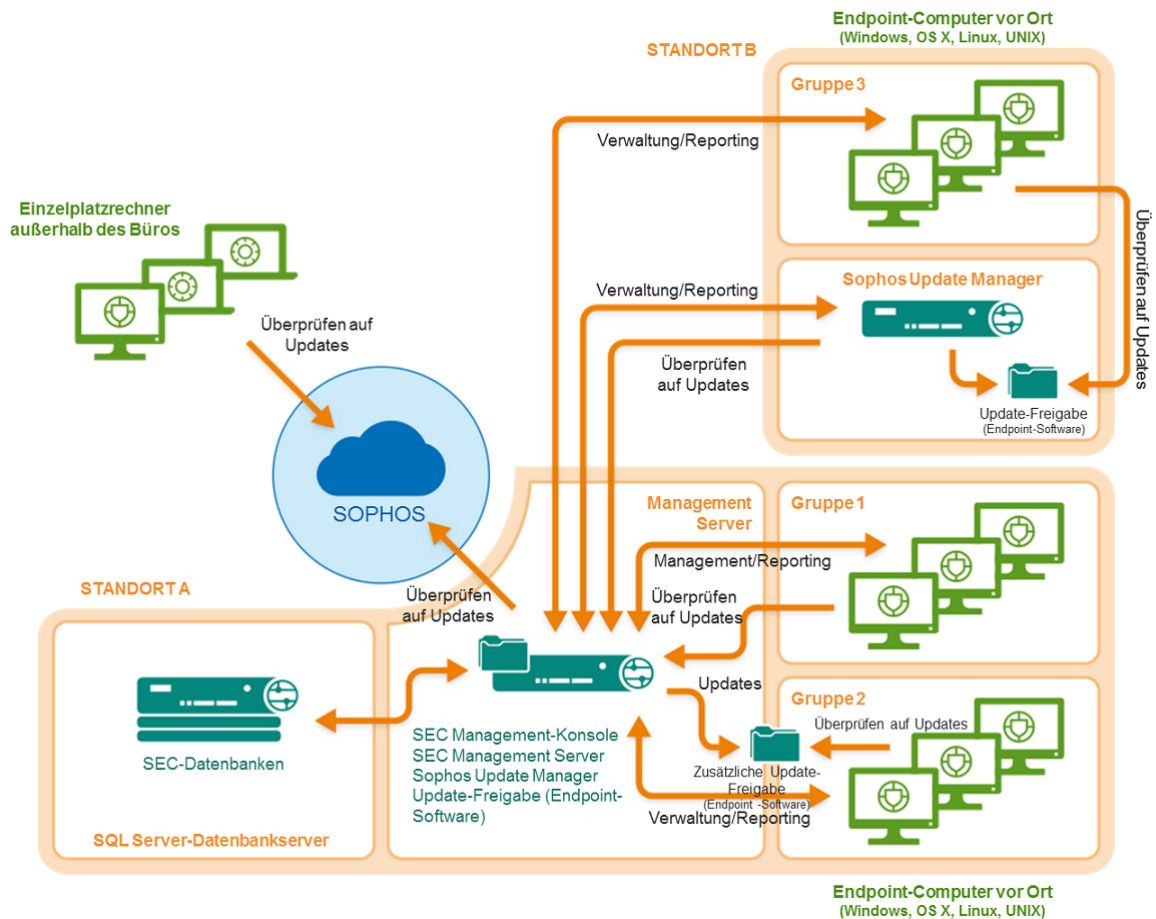 Endpoint-Computer vor Ort
(Windows, OS X, Linux, UNIX)
STANDORT B
Gruppe 3
Verwaltung/Reporting
Einzelplatzrechner
außerhalb des Büros
Überprüfen auf Updates
Sophos Update Manager
Verwaltung/Reporting
Überprüfen auf
Updates
Überprüfen
auf Updates
Update-Freigabe
(Endpoint-Software)
SOPHOS
Management
Server
Gruppe 1
Management/Reporting
STANDORT A
Überprüfen
auf Updates
Überprüfen
auf Updates
Updates
Gruppe 2
Überprüfen auf Updates
SEC-Datenbanken
SEC Management-Konsole
SEC Management Server
Sophos Update Manager
Update-Freigabe (Endpoint-
Software)
Zusätzliche Update-
Freigabe
(Endpoint -Software)
Verwaltung/Reporting
SQL Server-Datenbankserver
Endpoint-Computer vor Ort
(Windows, OS X, Linux, UNIX)